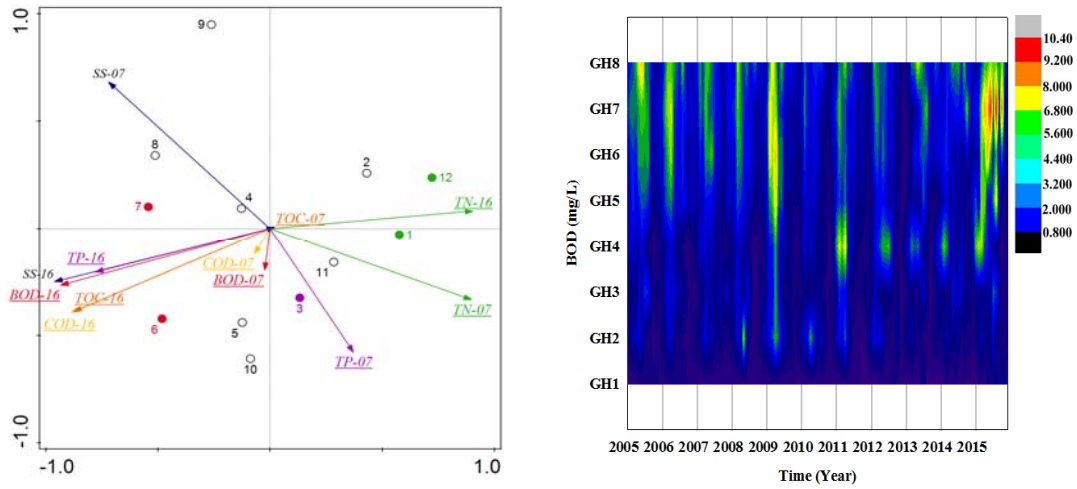 1.0
-1.0
-1.0
1.0
9
SS-07
8
2
12
7
4
TOC-07
TN-16
1
TP-16
COD-07
11
SS-16
BOD-07
BOD-16
TOC-16
3
TN-07
COD-16
6
5
TP-07
10
BOD (mg/L)
GH8
GH7
GH6
GH5
GH4
GH3
GH2
GH1
2005 2006 2007 2008 2009 2010 2011 2012 2013 2014 2015
Time (Year)
10.40
9.200
8.000
6.800
5.600
4.400
3.200
2.000
0.800